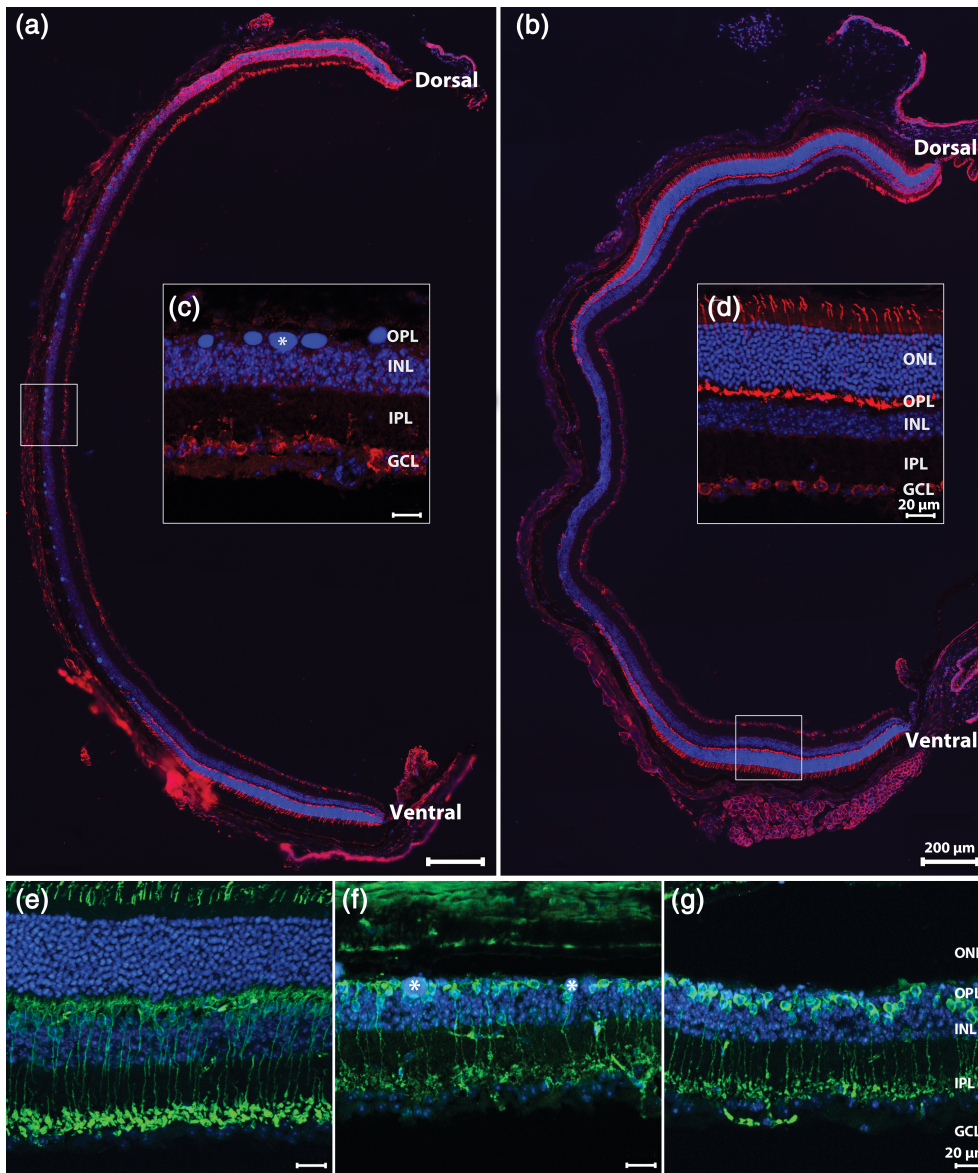 (a)
(b)
Dorsal
Dorsal
(c)
OPL
*
INL
IPL
GCL
(d)
ONL
OPL
INL
IPL
GCL
20 µm
Ventral
Ventral
200 µm
(e)
(f)
(g)
* *
OPL
INL
IPL
GCL
20 µm